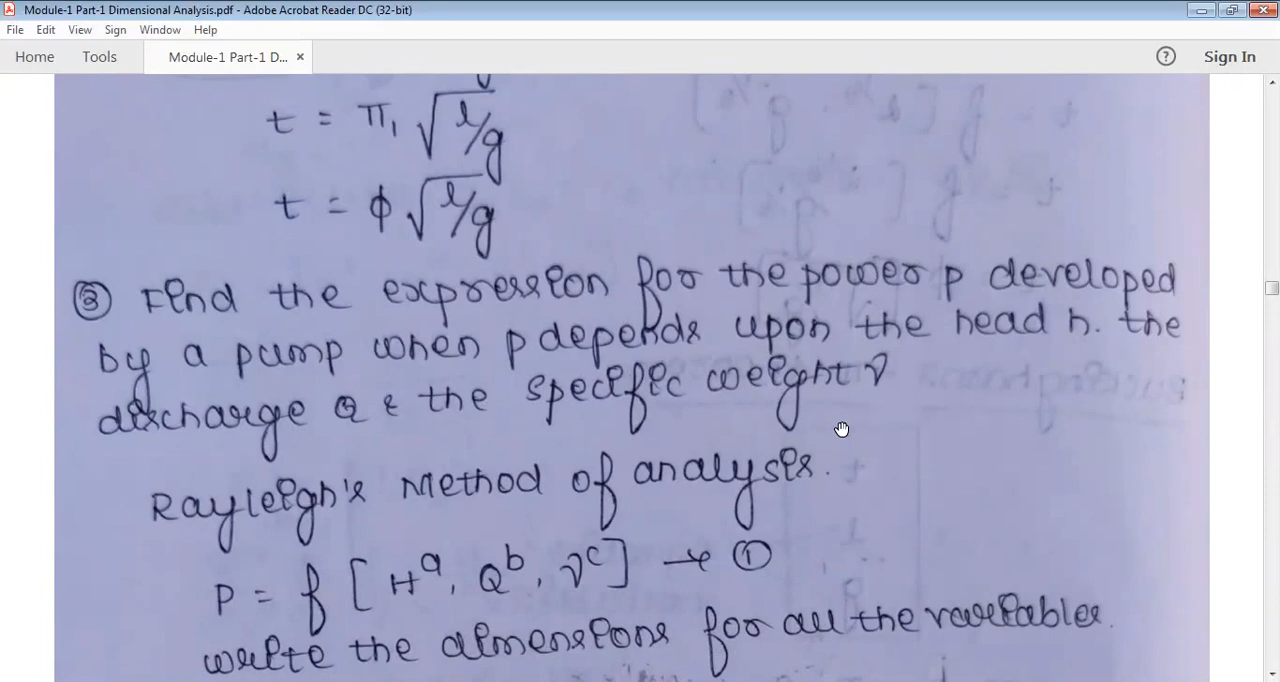 Module-1 Part-1 Dimensional Analysis.pdf - Adobe Acrobat Reader DC (32-bit)
File Edit View Sign Window Help
Home Tools Module-1 Part-1 D... × ? Sign In
t = π₁ √l/g
t = ϕ √l/g
③ Find the expression for the power p developed
by a pump when p depends upon the head h. the
discharge Q & the specific weight γ
Rayleigh's Method of analysis.
P = f [H^a, Q^b, γ^c] → ①
write the dimensions for all the variables.